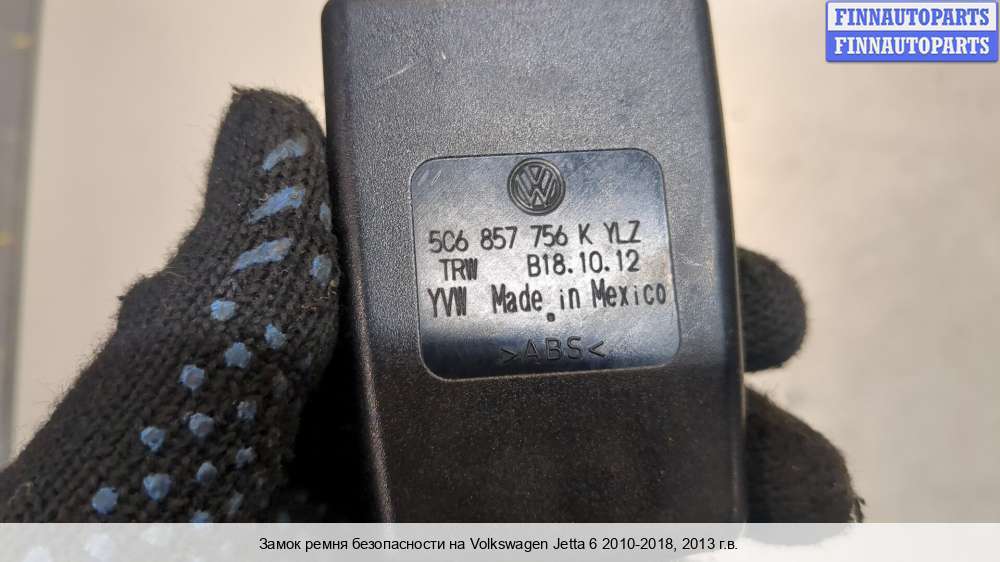 FINNAUTOPARTS
FINNAUTOPARTS
VW
5C6 857 756 K YLZ
TRW B18.10.12
YVW Made in Mexico
>ABS<
Замок ремня безопасности на Volkswagen Jetta 6 2010-2018, 2013 г.в.